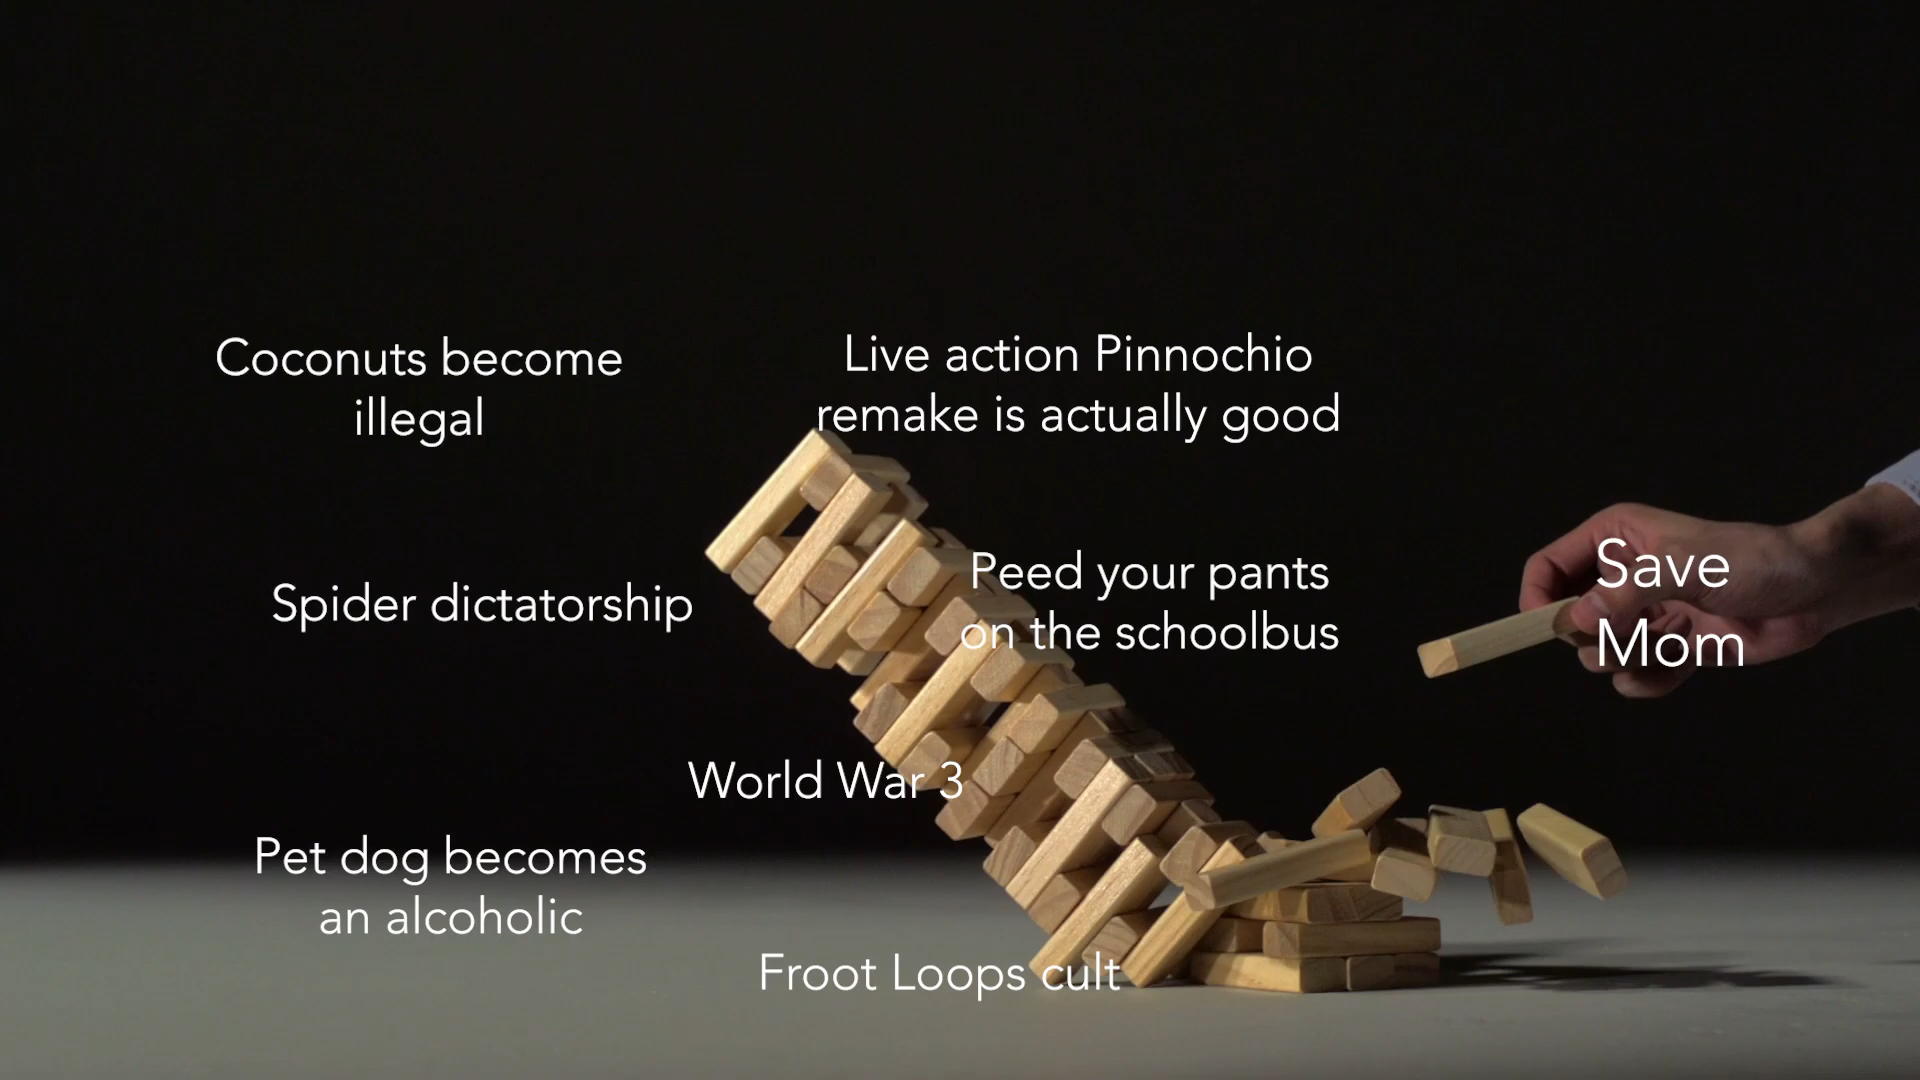 Coconuts become
illegal
Live action Pinnochio
remake is actually good
Spider dictatorship
Peed your pants
on the schoolbus
Save
Mom
World War 3
Pet dog becomes
an alcoholic
Froot Loops cult